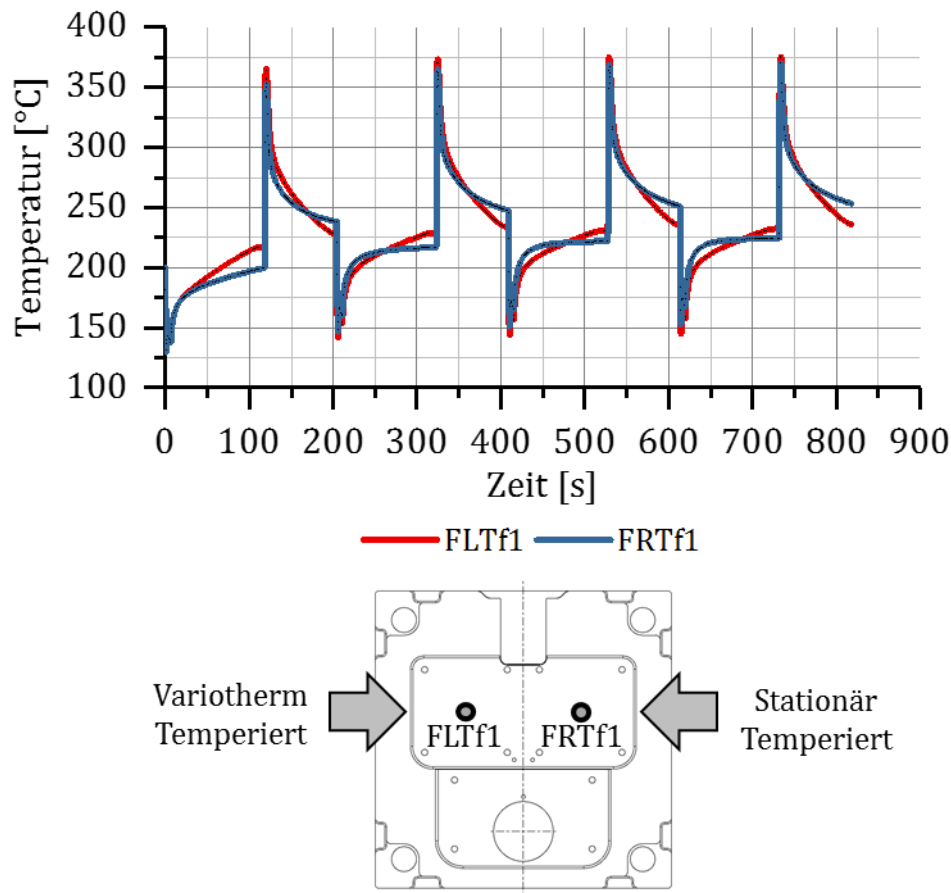 400
350
300
250
200
150
100
Temperatur [°C]
0 100 200 300 400 500 600 700 800 900
Zeit [s]
FLTf1 FRTf1
Variotherm
Temperiert
FLTf1 FRTf1
Stationär
Temperiert